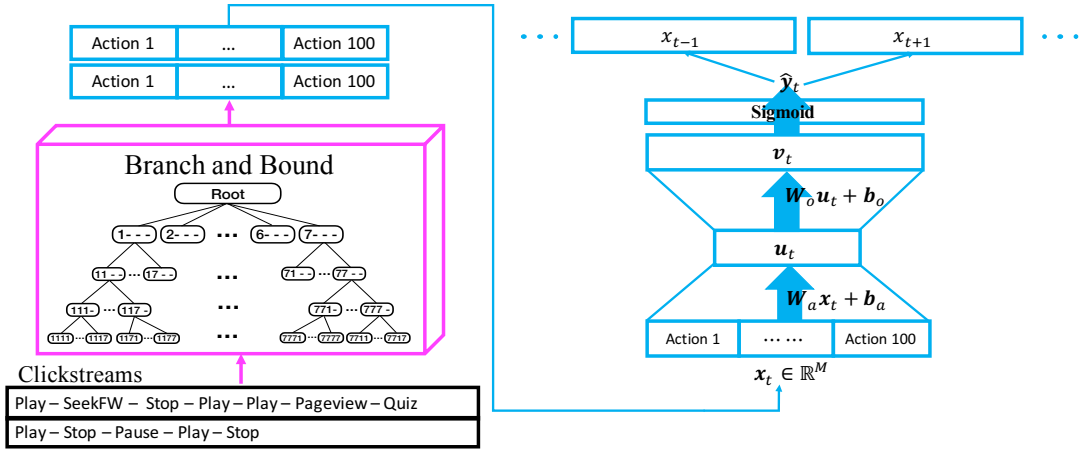 Action 1 ... Action 100
Action 1 ... Action 100
Branch and Bound
Root
1- - - 2- - - ... 6- - - 7- - -
11 - - ... 17 - - ... 71 - - ... 77 - -
111- ... 117 - ... 771- ... 777 -
1111 ... 1117 1171 ... 1177 ... 7771 ... 7777 7711 ... 7717
Clickstreams
Play – SeekFW – Stop – Play – Play – Pageview – Quiz
Play – Stop – Pause – Play – Stop
... x_{t−1} x_{t+1} ...
ŷ_t
Sigmoid
v_t
W_o u_t + b_o
u_t
W_a x_t + b_a
Action 1 ... ... Action 100
x_t ∈ ℝ^M